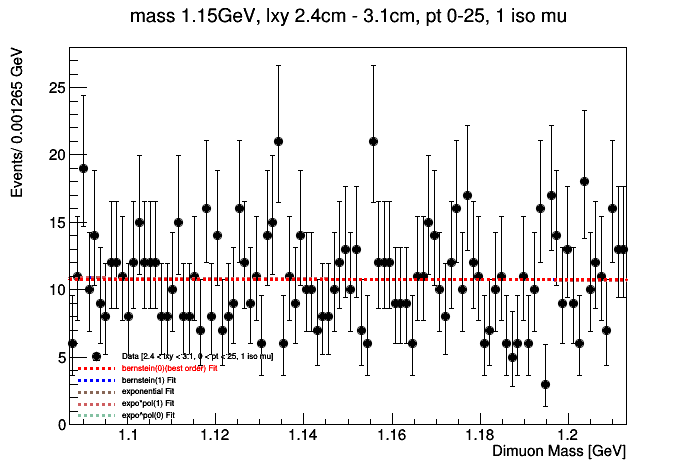 mass 1.15GeV, lxy 2.4cm - 3.1cm, pt 0-25, 1 iso mu
Events/ 0.001265 GeV
25
20
15
10
5
0
Data [2.4 < lxy < 3.1, 0 < pt < 25, 1 iso mu]
bernstein(0)(best order) Fit
bernstein(1) Fit
exponential Fit
expo*pol(1) Fit
expo*pol(0) Fit
1.1 1.12 1.14 1.16 1.18 1.2
Dimuon Mass [GeV]